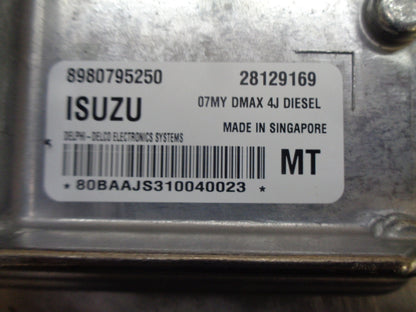 8980795250 28129169
ISUZU 07MY DMAX 4J DIESEL
DELPHI-DELCO ELECTRONICS SYSTEMS MADE IN SINGAPORE
MT
* 80BAAJS310040023 *